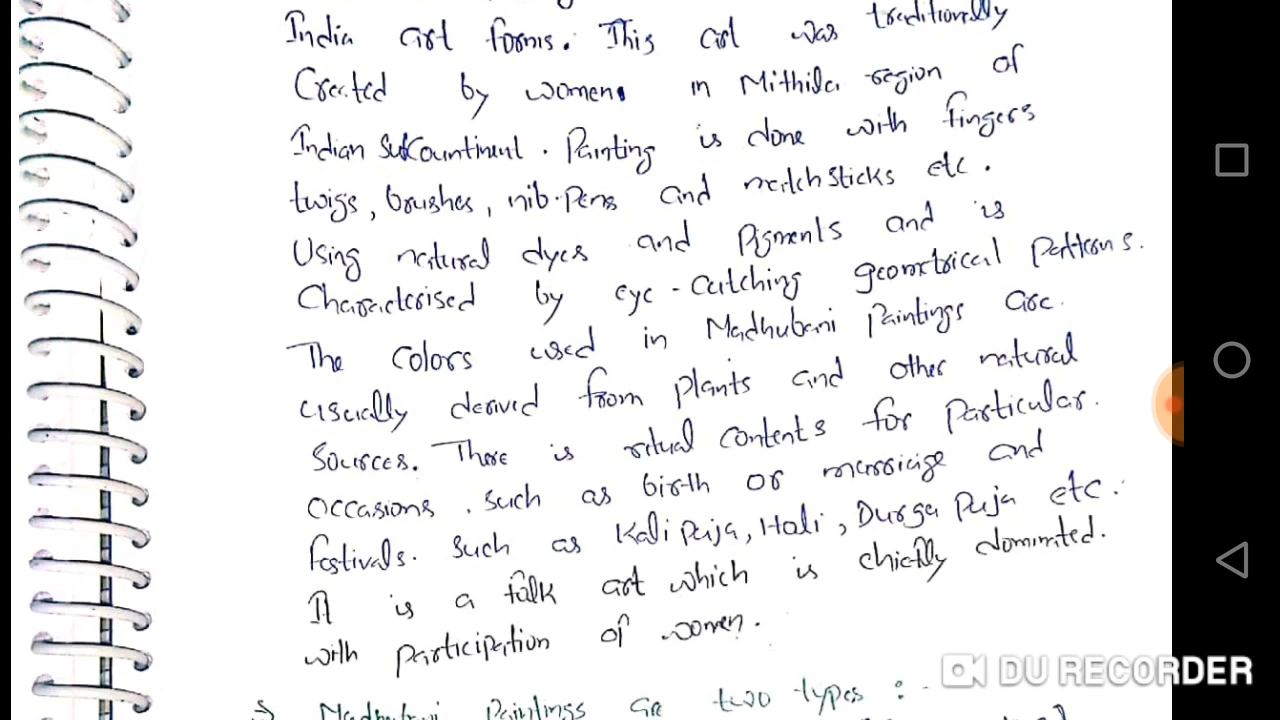 India art forms. This art was traditionally
Created by women in Mithila region of
Indian SubCountinent. Painting is done with fingers
twigs, brushes, nib-pens and matchsticks etc.
Using natural dyes and pigments and is
Characterised by eye-catching geometrical patterns.
The colors used in Madhubani Paintings are
usually derived from plants and other natural
Sources. There is ritual contents for Particular
occasions. such as birth or marriage and
festivals. Such as Kali puja, Holi, Durga Puja etc.
It is a folk art which is chiefly dominated.
with participation of women.
→ Madhubani Paintings are two types :-
DU RECORDER